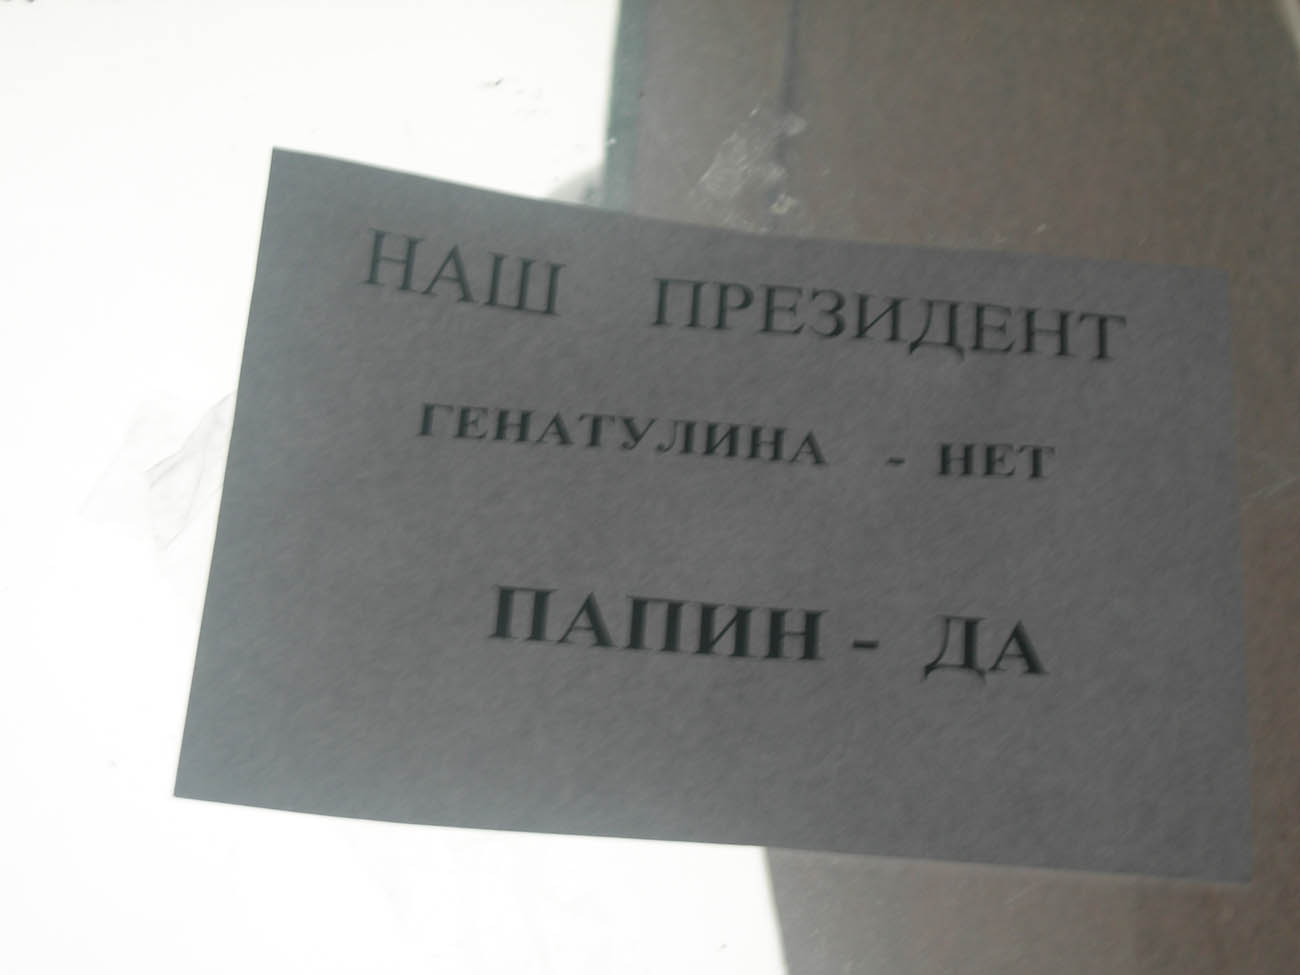 НАШ ПРЕЗИДЕНТ
ГЕНАТУЛИНА - НЕТ
ПАПИН - ДА